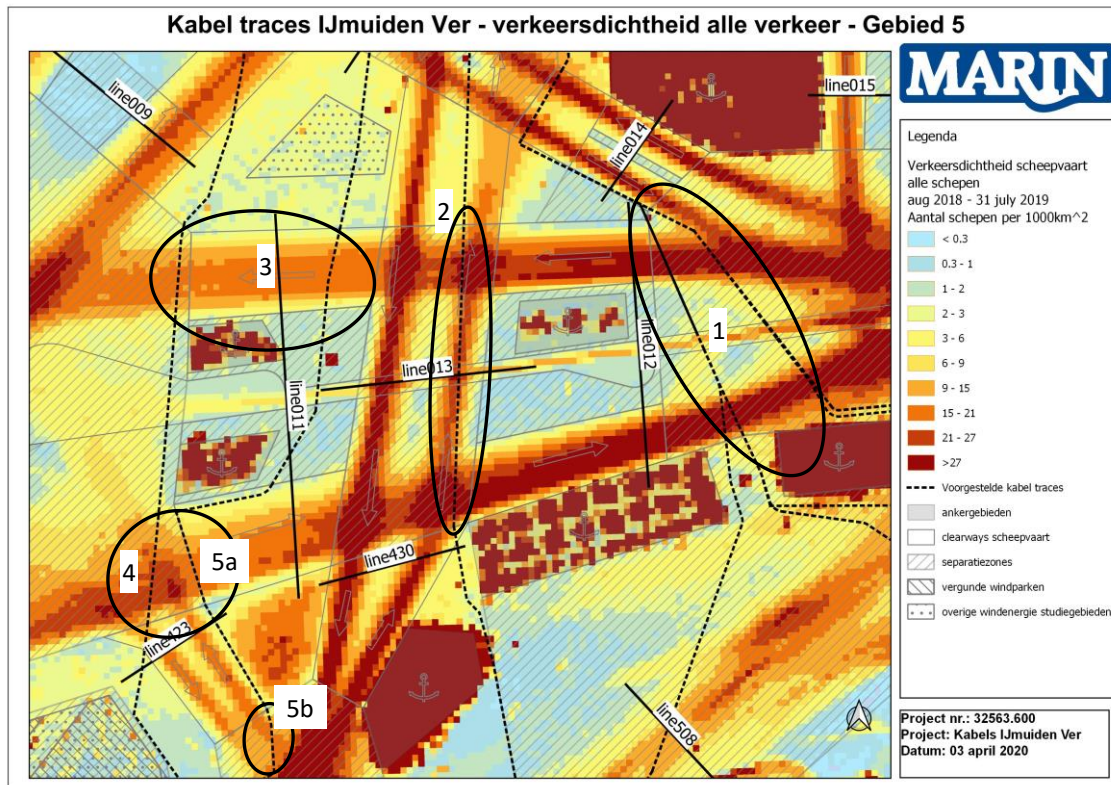 Kabel traces IJmuiden Ver - verkeersdichtheid alle verkeer - Gebied 5
MARIN
line009
line015
line014
2
3
1
line013
line012
line011
4
5a
line430
line423
5b
line508
Legenda
Verkeersdichtheid scheepvaart
alle schepen
aug 2018 - 31 july 2019
Aantal schepen per 1000km^2
< 0.3
0.3 - 1
1 - 2
2 - 3
3 - 6
6 - 9
9 - 15
15 - 21
21 - 27
>27
Voorgestelde kabel traces
ankergebieden
clearways scheepvaart
separatiezones
vergunde windparken
overige windenergie studiegebieden
Project nr.: 32563.600
Project: Kabels IJmuiden Ver
Datum: 03 april 2020